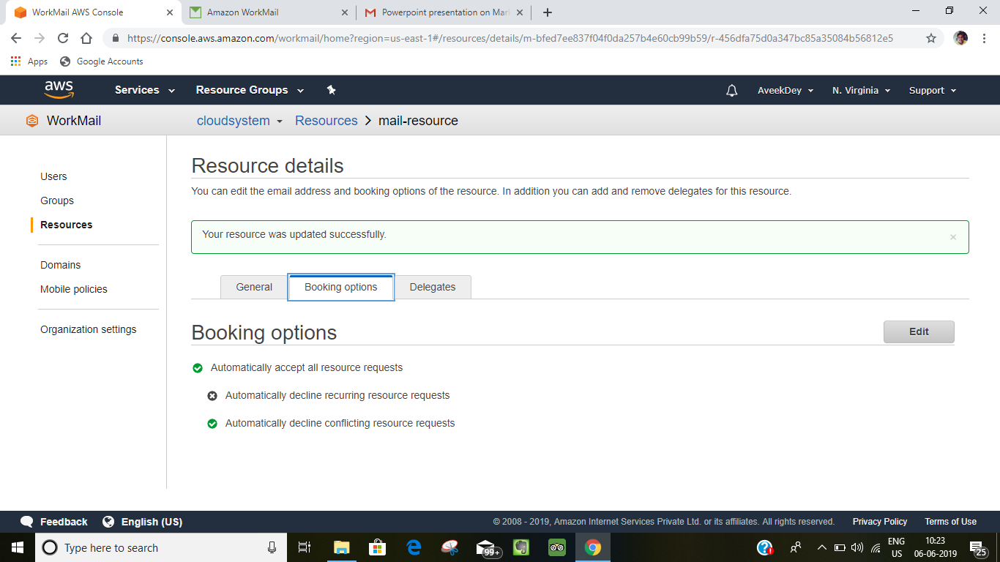 WorkMail AWS Console
Amazon WorkMail
Powerpoint presentation on Mar
https://console.aws.amazon.com/workmail/home?region=us-east-1#/resources/details/m-bfed7ee837f04f0da257b4e60cb99b59/r-456dfa75d0a347bc85a35084b56812e5
Apps Google Accounts
aws Services Resource Groups AveekDey N. Virginia Support
WorkMail cloudsystem Resources > mail-resource
Users
Groups
Resources
Domains
Mobile policies
Organization settings
Resource details
You can edit the email address and booking options of the resource. In addition you can add and remove delegates for this resource.
Your resource was updated successfully.
General Booking options Delegates
Booking options Edit
Automatically accept all resource requests
Automatically decline recurring resource requests
Automatically decline conflicting resource requests
Feedback English (US) © 2008 - 2019, Amazon Internet Services Private Ltd. or its affiliates. All rights reserved. Privacy Policy Terms of Use
Type here to search
99+
ENG
US
10:23
06-06-2019
25